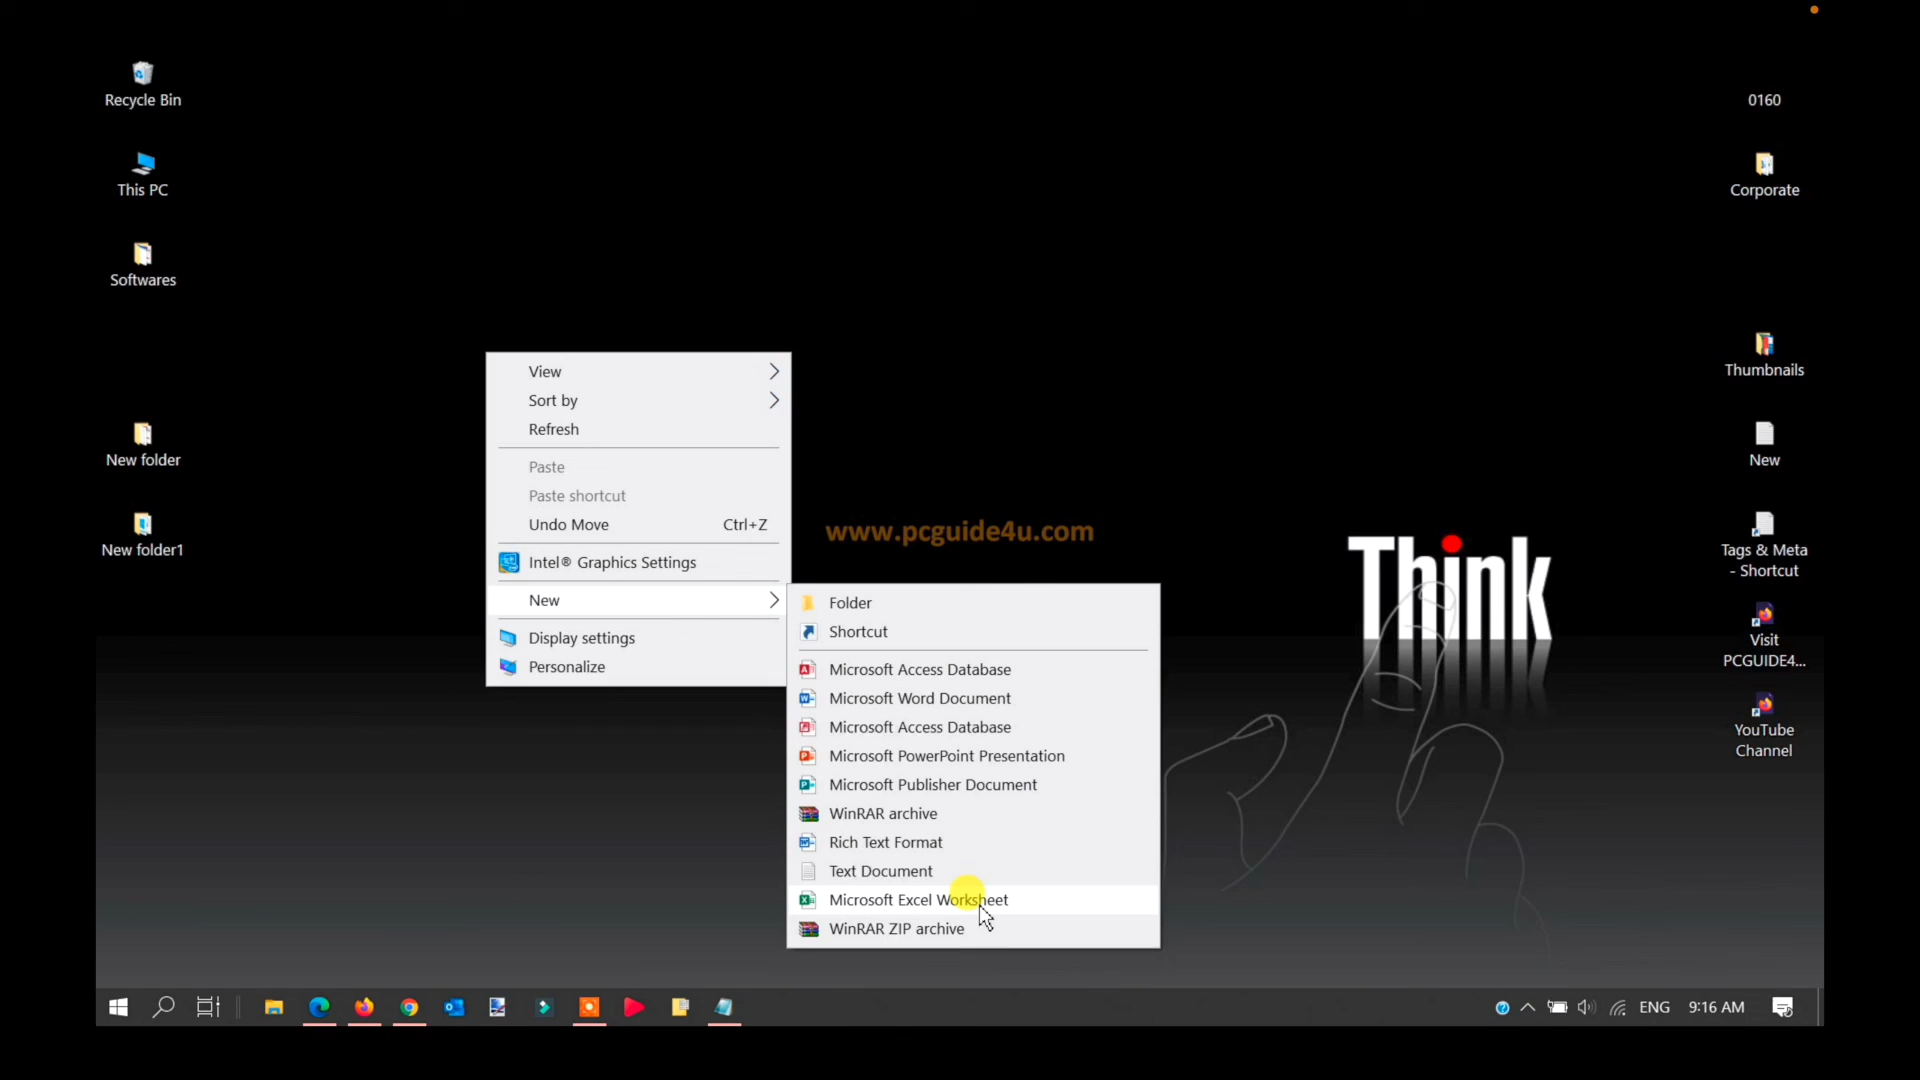 Recycle Bin
This PC
Softwares
New folder
New folder1
View
Sort by
Refresh
Paste
Paste shortcut
Undo Move Ctrl+Z
Intel® Graphics Settings
New
Display settings
Personalize
Folder
Shortcut
Microsoft Access Database
Microsoft Word Document
Microsoft Access Database
Microsoft PowerPoint Presentation
Microsoft Publisher Document
WinRAR archive
Rich Text Format
Text Document
Microsoft Excel Worksheet
WinRAR ZIP archive
www.pcguide4u.com
Think
0160
Corporate
Thumbnails
New
Tags & Meta
- Shortcut
Visit
PCGUIDE4...
YouTube
Channel
ENG 9:16 AM